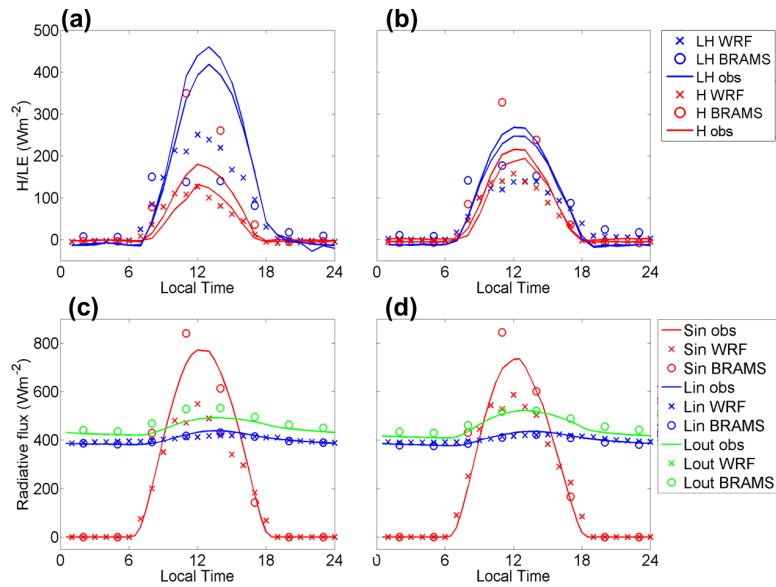 (a)
(b)
500
400
300
200
100
0
H/LE (Wm-2)
0 6 12 18 24
Local Time
0 6 12 18 24
Local Time
LH WRF
LH BRAMS
LH obs
H WRF
H BRAMS
H obs
(c)
(d)
800
600
400
200
0
Radiative flux (Wm-2)
0 6 12 18 24
Local Time
0 6 12 18 24
Local Time
Sin obs
Sin WRF
Sin BRAMS
Lin obs
Lin WRF
Lin BRAMS
Lout obs
Lout WRF
Lout BRAMS